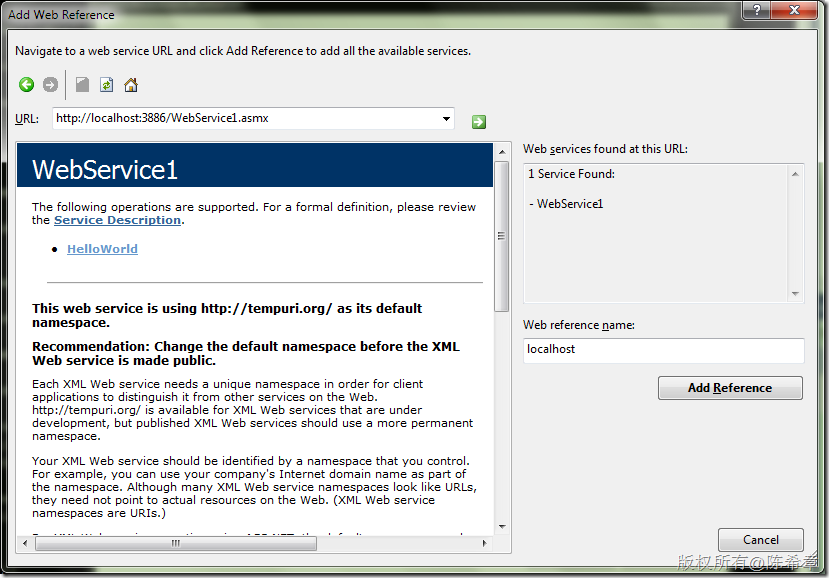 Add Web Reference
Navigate to a web service URL and click Add Reference to add all the available services.
URL: http://localhost:3886/WebService1.asmx
WebService1
The following operations are supported. For a formal definition, please review
the Service Description.
HelloWorld
This web service is using http://tempuri.org/ as its default
namespace.
Recommendation: Change the default namespace before the XML
Web service is made public.
Each XML Web service needs a unique namespace in order for client
applications to distinguish it from other services on the Web.
http://tempuri.org/ is available for XML Web services that are under
development, but published XML Web services should use a more permanent
namespace.
Your XML Web service should be identified by a namespace that you control.
For example, you can use your company's Internet domain name as part of
the namespace. Although many XML Web service namespaces look like URLs,
they need not point to actual resources on the Web. (XML Web service
namespaces are URIs.)
Web services found at this URL:
1 Service Found:
- WebService1
Web reference name:
localhost
Add Reference
Cancel
版权所有@陈希章